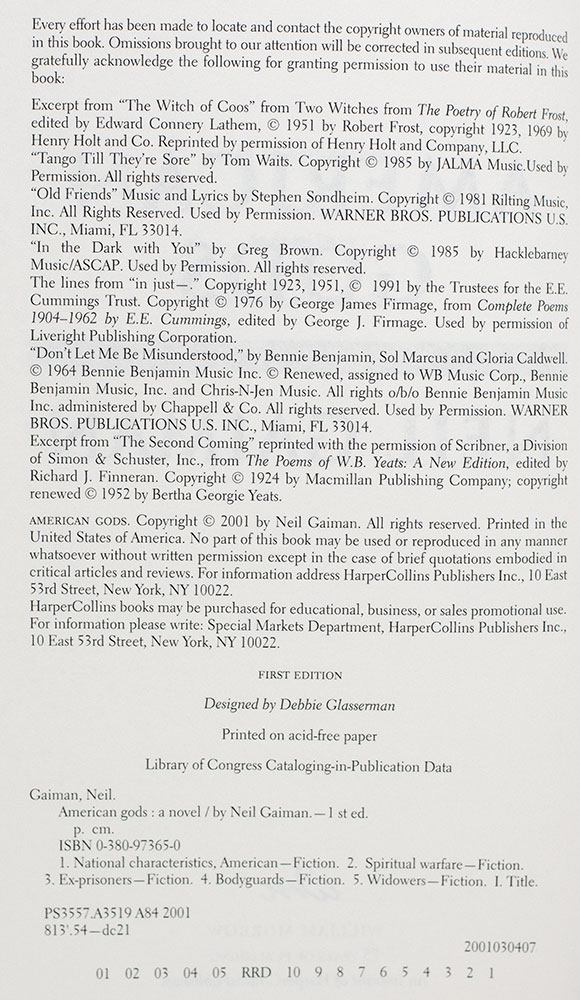 Every effort has been made to locate and contact the copyright owners of material reproduced
in this book. Omissions brought to our attention will be corrected in subsequent editions. We
gratefully acknowledge the following for granting permission to use their material in this
book:
Excerpt from “The Witch of Coos” from Two Witches from The Poetry of Robert Frost,
edited by Edward Connery Lathem, © 1951 by Robert Frost, copyright 1923, 1969 by
Henry Holt and Co. Reprinted by permission of Henry Holt and Company, LLC.
“Tango Till They’re Sore” by Tom Waits. Copyright © 1985 by JALMA Music.Used by
Permission. All rights reserved.
“Old Friends” Music and Lyrics by Stephen Sondheim. Copyright © 1981 Rilting Music,
Inc. All Rights Reserved. Used by Permission. WARNER BROS. PUBLICATIONS U.S.
INC., Miami, FL 33014.
“In the Dark with You” by Greg Brown. Copyright © 1985 by Hacklebarney
Music/ASCAP. Used by Permission. All rights reserved.
The lines from “in just—.” Copyright 1923, 1951, © 1991 by the Trustees for the E.E.
Cummings Trust. Copyright © 1976 by George James Firmage, from Complete Poems
1904–1962 by E.E. Cummings, edited by George J. Firmage. Used by permission of
Liveright Publishing Corporation.
“Don’t Let Me Be Misunderstood,” by Bennie Benjamin, Sol Marcus and Gloria Caldwell.
© 1964 Bennie Benjamin Music Inc. © Renewed, assigned to WB Music Corp., Bennie
Benjamin Music, Inc. and Chris-N-Jen Music. All rights o/b/o Bennie Benjamin Music
Inc. administered by Chappell & Co. All rights reserved. Used by Permission. WARNER
BROS. PUBLICATIONS U.S. INC., Miami, FL 33014.
Excerpt from “The Second Coming” reprinted with the permission of Scribner, a Division
of Simon & Schuster, Inc., from The Poems of W.B. Yeats: A New Edition, edited by
Richard J. Finneran. Copyright © 1924 by Macmillan Publishing Company; copyright
renewed © 1952 by Bertha Georgie Yeats.
AMERICAN GODS. Copyright © 2001 by Neil Gaiman. All rights reserved. Printed in the
United States of America. No part of this book may be used or reproduced in any manner
whatsoever without written permission except in the case of brief quotations embodied in
critical articles and reviews. For information address HarperCollins Publishers Inc., 10 East
53rd Street, New York, NY 10022.
HarperCollins books may be purchased for educational, business, or sales promotional use.
For information please write: Special Markets Department, HarperCollins Publishers Inc.,
10 East 53rd Street, New York, NY 10022.
FIRST EDITION
Designed by Debbie Glasserman
Printed on acid-free paper
Library of Congress Cataloging-in-Publication Data
Gaiman, Neil.
American gods : a novel / by Neil Gaiman.—1 st ed.
p. cm.
ISBN 0-380-97365-0
1. National characteristics, American—Fiction. 2. Spiritual warfare—Fiction.
3. Ex-prisoners—Fiction. 4. Bodyguards—Fiction. 5. Widowers—Fiction. I. Title.
PS3557.A3519 A84 2001
813'.54—dc21
2001030407
01 02 03 04 05 RRD 10 9 8 7 6 5 4 3 2 1